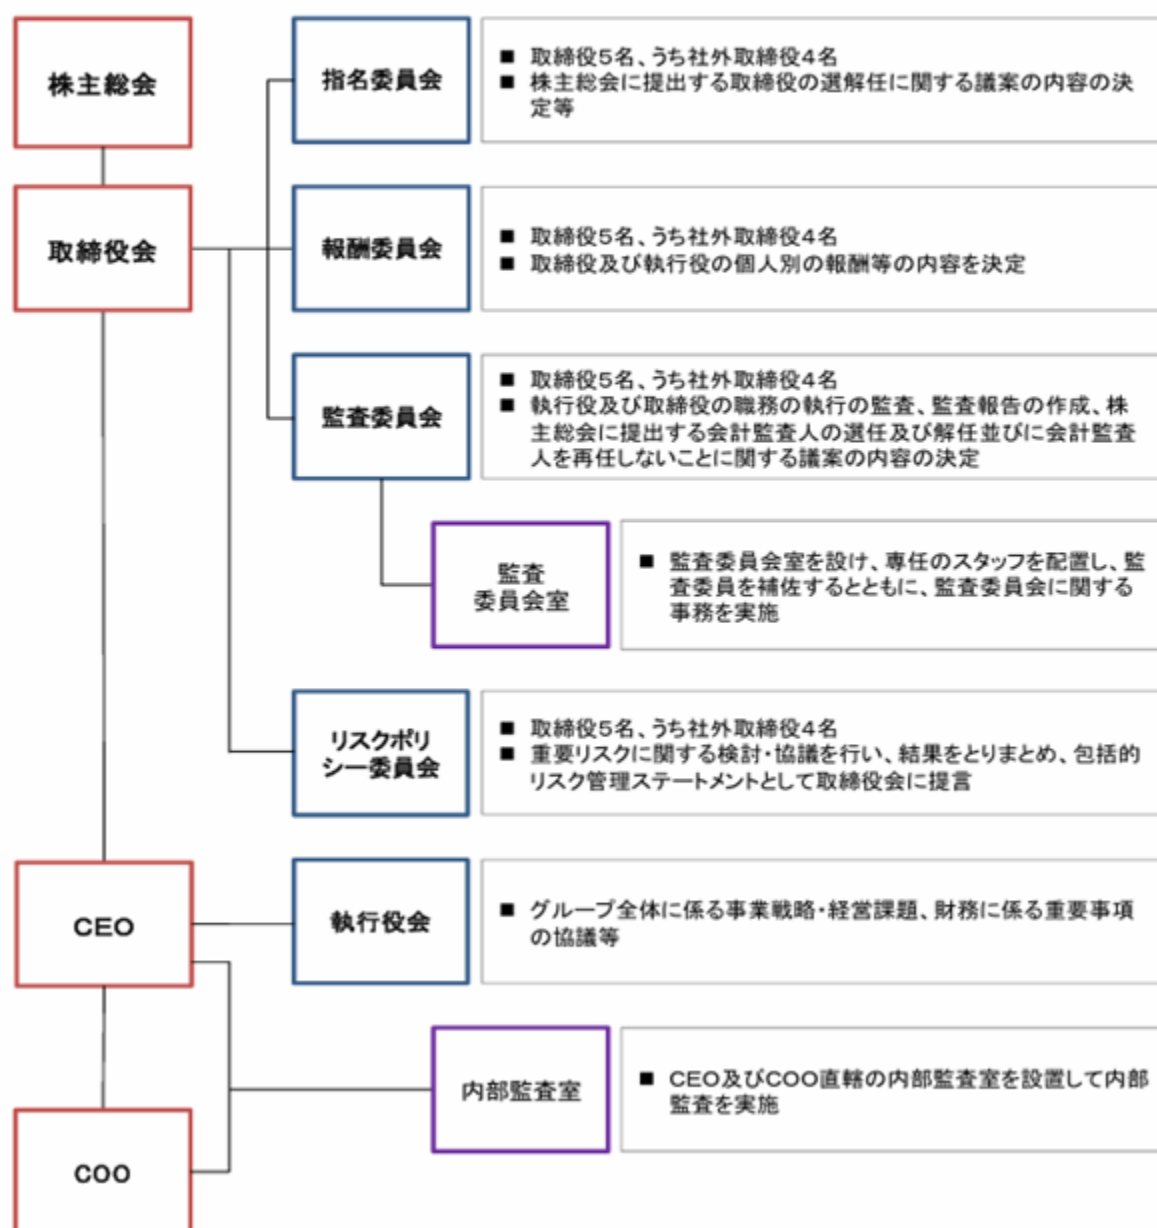 株主総会
指名委員会
■ 取締役5名、うち社外取締役4名
■ 株主総会に提出する取締役の選解任に関する議案の内容の決
定等
取締役会
報酬委員会
■ 取締役5名、うち社外取締役4名
■ 取締役及び執行役の個人別の報酬等の内容を決定
監査委員会
■ 取締役5名、うち社外取締役4名
■ 執行役及び取締役の職務の執行の監査、監査報告の作成、株
主総会に提出する会計監査人の選任及び解任並びに会計監査
人を再任しないことに関する議案の内容の決定
監査
委員会室
■ 監査委員会室を設け、専任のスタッフを配置し、監
査委員を補佐するとともに、監査委員会に関する
事務を実施
リスクポリ
シー委員会
■ 取締役5名、うち社外取締役4名
■ 重要リスクに関する検討・協議を行い、結果をとりまとめ、包括的
リスク管理ステートメントとして取締役会に提言
CEO
執行役会
■ グループ全体に係る事業戦略・経営課題、財務に係る重要事項
の協議等
内部監査室
■ CEO及びCOO直轄の内部監査室を設置して内部
監査を実施
COO